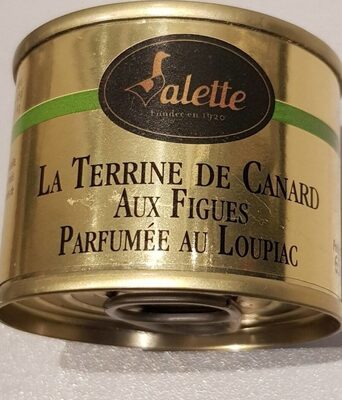 Valette
Fondée en 1920
LA TERRINE DE CANARD
AUX FIGUES
PARFUMÉE AU LOUPIAC